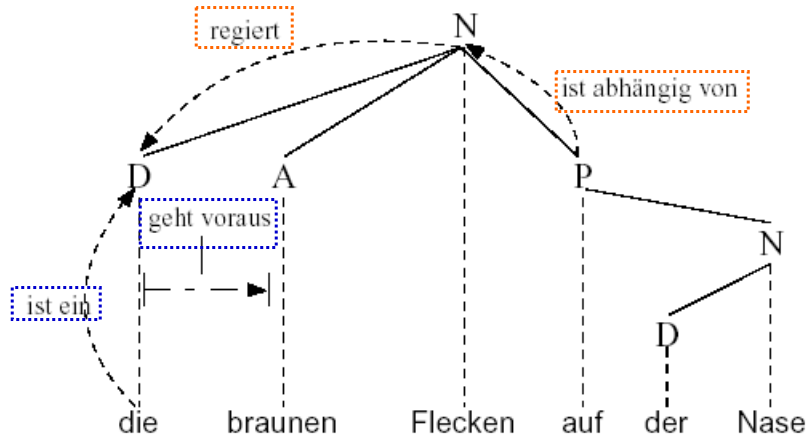 regiert
N
ist abhängig von
D
A
P
geht voraus
N
ist ein
D
die braunen Flecken auf der Nase